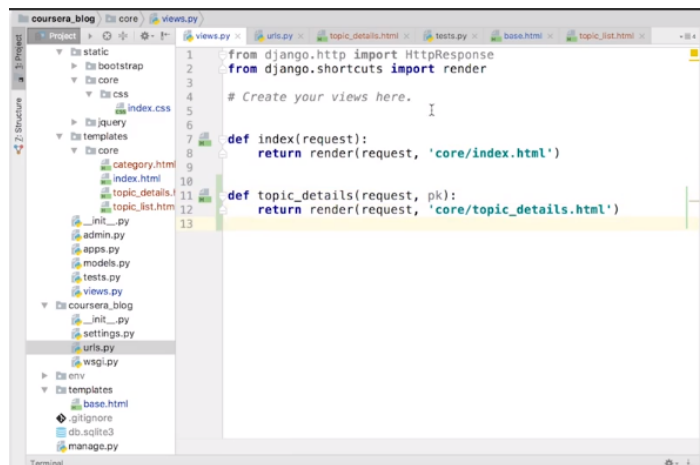 coursera_blog core views.py
Project
views.py urls.py topic_details.html tests.py base.html topic_list.html
1: Project
2: Structure
static
bootstrap
core
css
index.css
jquery
templates
core
category.html
index.html
topic_details.
topic_list.htm
__init__.py
admin.py
apps.py
models.py
tests.py
views.py
coursera_blog
__init__.py
settings.py
urls.py
wsgi.py
env
templates
base.html
.gitignore
db.sqlite3
manage.py
1 from django.http import HttpResponse
2 from django.shortcuts import render
3
4 # Create your views here.
5
6
7 def index(request):
8 return render(request, 'core/index.html')
9
10
11 def topic_details(request, pk):
12 return render(request, 'core/topic_details.html')
13
Terminal